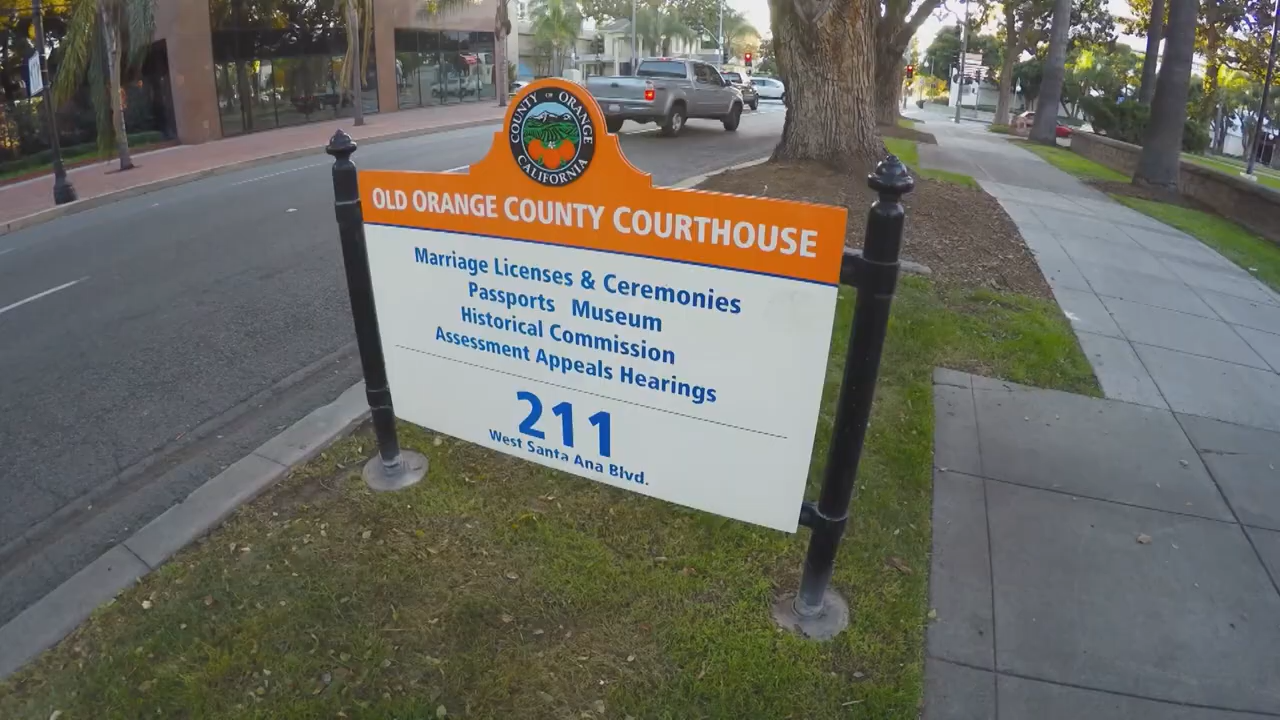 COUNTY OF ORANGE
CALIFORNIA
OLD ORANGE COUNTY COURTHOUSE
Marriage Licenses & Ceremonies
Passports Museum
Historical Commission
Assessment Appeals Hearings
211
West Santa Ana Blvd.